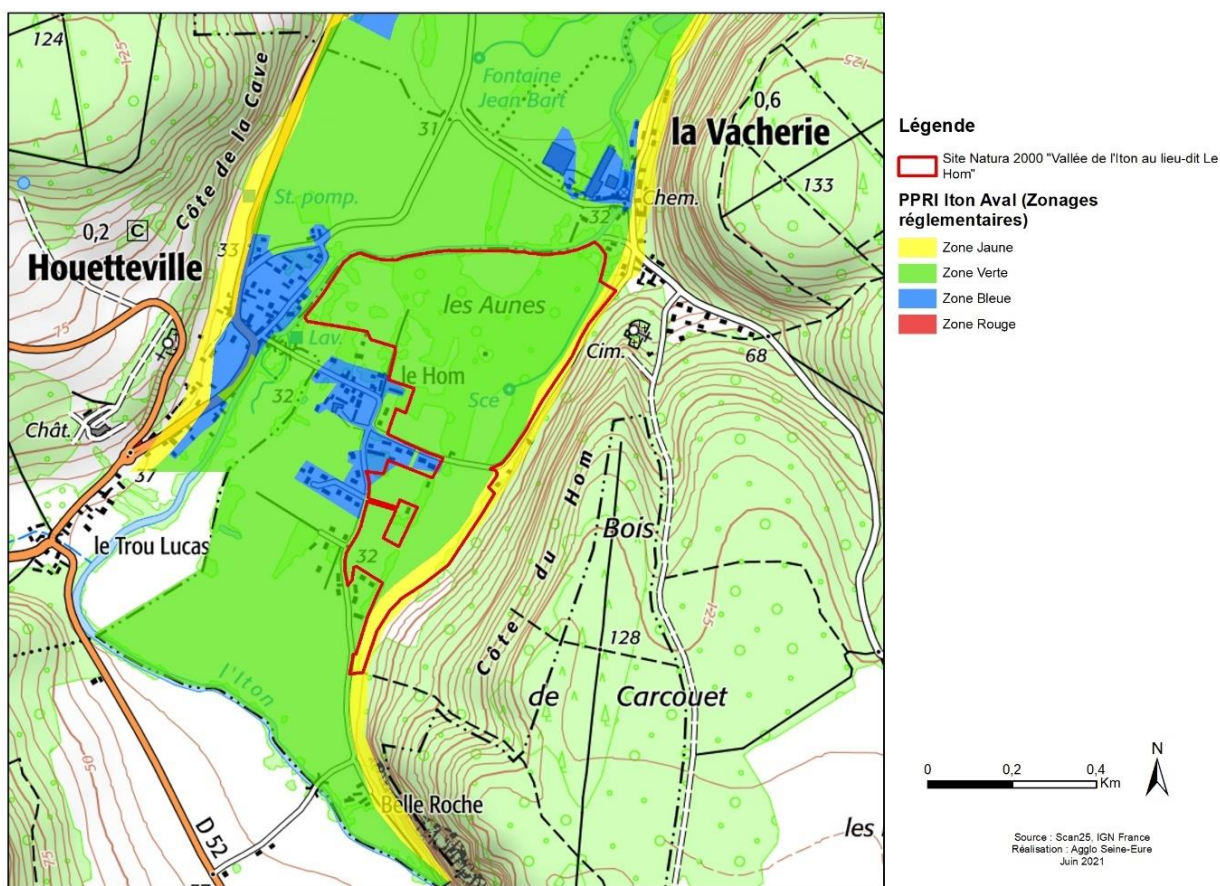 124
125
Côte de la Cave
Fontaine
Jean Bart
31
0,6
la Vacherie
125
133
St. pomp.
Chem.
32
0,2 C
33
Houetteville
les Aunes
75
Lav.
le Hom
32
Cim.
68
Sce
Chât.
37
le Trou Lucas
32
Côte du Hom
Bois
de Carcouet
128
125
l'Iton
50
Belle Roche
D 52
75
les
Légende
Site Natura 2000 "Vallée de l'Iton au lieu-dit Le
Hom"
PPRI Iton Aval (Zonages
réglementaires)
Zone Jaune
Zone Verte
Zone Bleue
Zone Rouge
N
0 0,2 0,4
Km
Source : Scan25, IGN France
Réalisation : Agglo Seine-Eure
Juin 2021